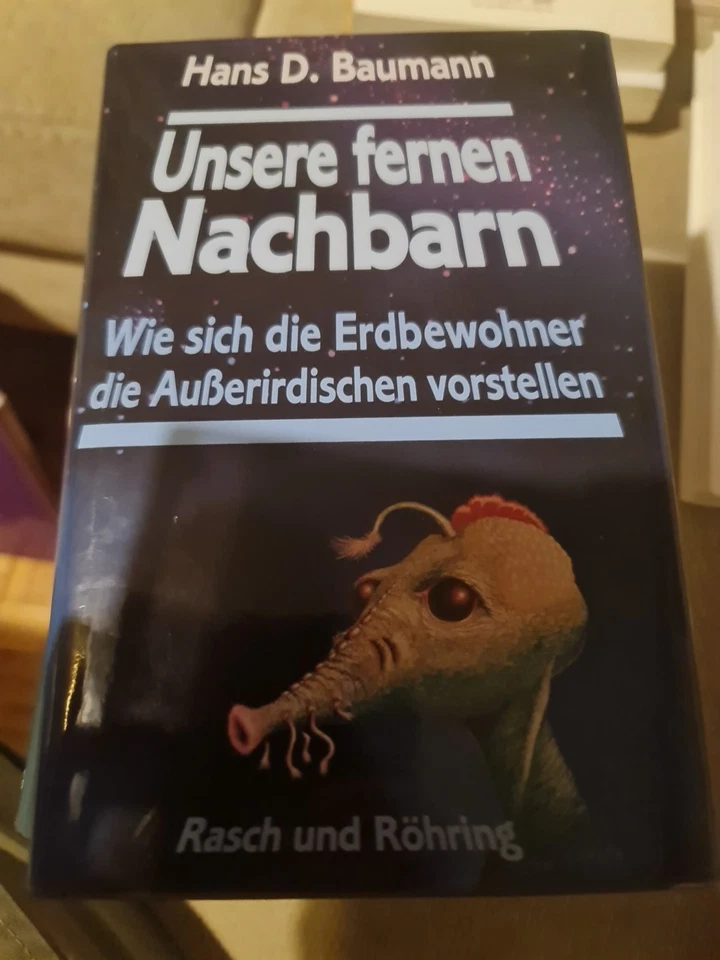 Hans D. Baumann
Unsere fernen
Nachbarn
Wie sich die Erdbewohner
die Außerirdischen vorstellen
Rasch und Röhring